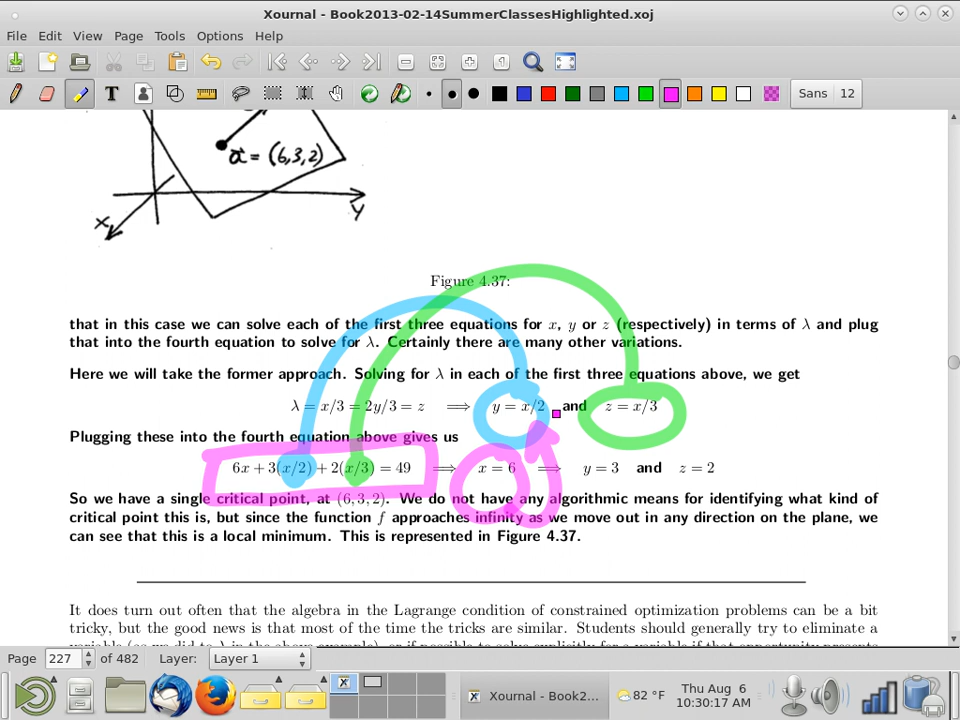 Xournal - Book2013-02-14SummerClassesHighlighted.xoj
File Edit View Page Tools Options Help
T Sans 12
a⃗ = (6,3,2)
X
Y
Figure 4.37:
that in this case we can solve each of the first three equations for x, y or z (respectively) in terms of λ and plug
that into the fourth equation to solve for λ. Certainly there are many other variations.
Here we will take the former approach. Solving for λ in each of the first three equations above, we get
λ = x/3 = 2y/3 = z ⟹ y = x/2 and z = x/3
Plugging these into the fourth equation above gives us
6x + 3(x/2) + 2(x/3) = 49 ⟹ x = 6 ⟹ y = 3 and z = 2
So we have a single critical point, at (6, 3, 2). We do not have any algorithmic means for identifying what kind of
critical point this is, but since the function f approaches infinity as we move out in any direction on the plane, we
can see that this is a local minimum. This is represented in Figure 4.37.
It does turn out often that the algebra in the Lagrange condition of constrained optimization problems can be a bit
tricky, but the good news is that most of the time the tricks are similar. Students should generally try to eliminate a
Page 227 of 482 Layer: Layer 1
Xournal - Book2... 82 °F Thu Aug 6
10:30:17 AM